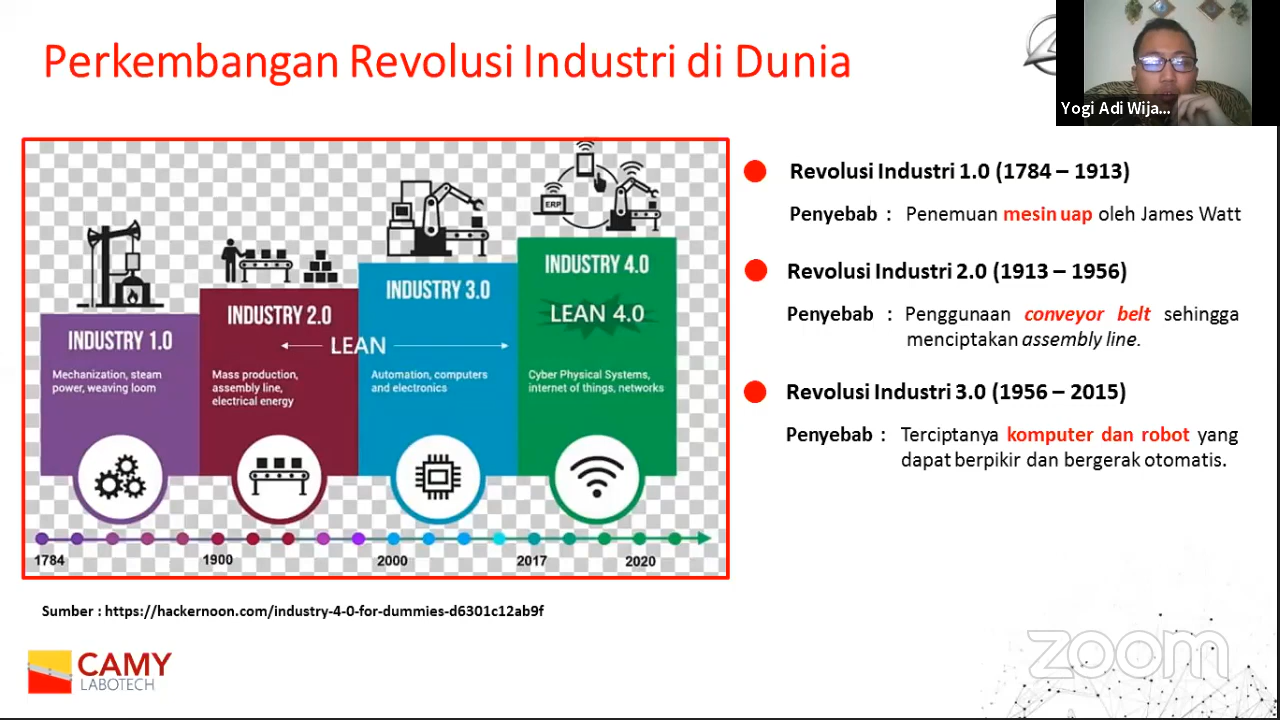 Perkembangan Revolusi Industri di Dunia
Yogi Adi Wija...
ERP
INDUSTRY 1.0
Mechanization, steam
power, weaving loom
INDUSTRY 2.0
Mass production,
assembly line,
electrical energy
LEAN
INDUSTRY 3.0
Automation, computers
and electronics
INDUSTRY 4.0
LEAN 4.0
Cyber Physical Systems,
internet of things, networks
1784
1900
2000
2017
2020
Sumber : https://hackernoon.com/industry-4-0-for-dummies-d6301c12ab9f
Revolusi Industri 1.0 (1784 – 1913)
Penyebab : Penemuan mesin uap oleh James Watt
Revolusi Industri 2.0 (1913 – 1956)
Penyebab : Penggunaan conveyor belt sehingga
menciptakan assembly line.
Revolusi Industri 3.0 (1956 – 2015)
Penyebab : Terciptanya komputer dan robot yang
dapat berpikir dan bergerak otomatis.
CAMY
LABOTECH
zoom